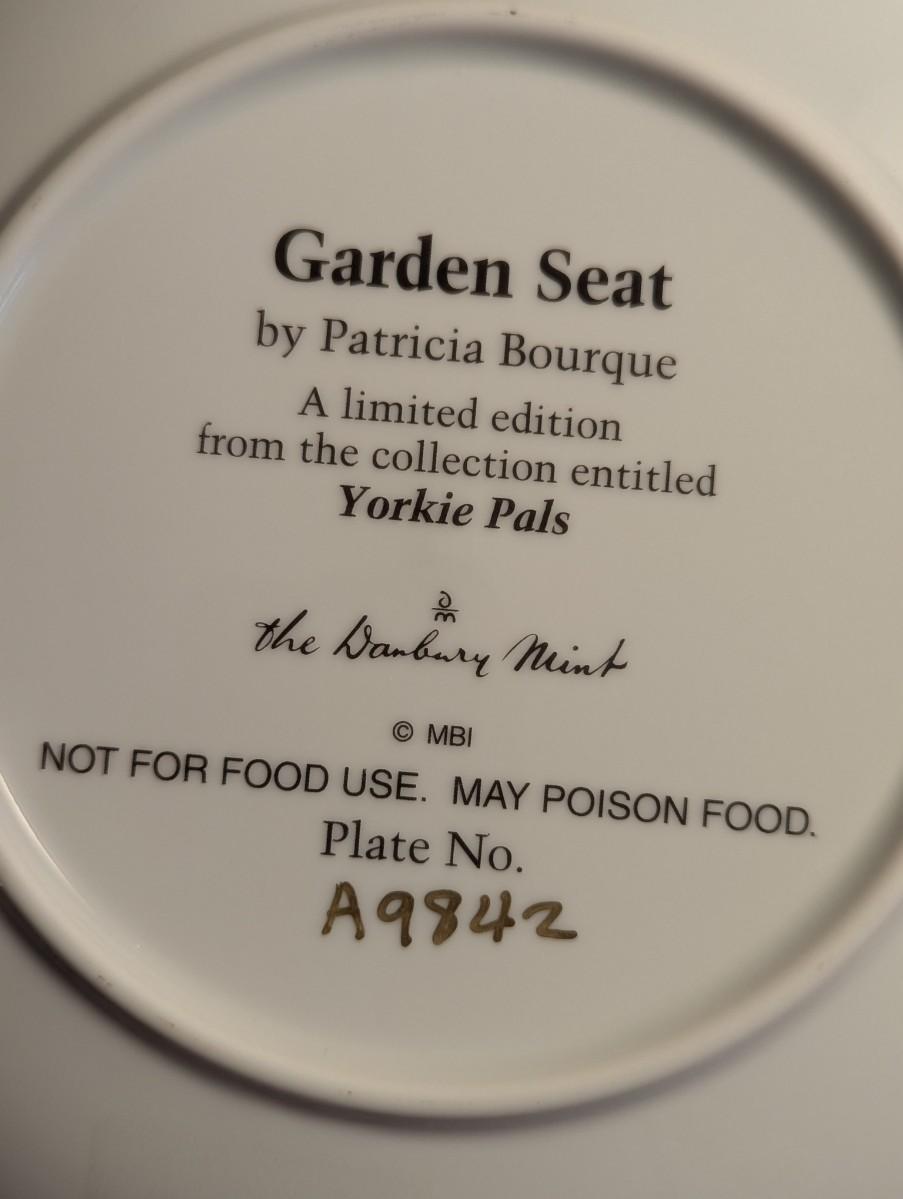 Garden Seat
by Patricia Bourque
A limited edition
from the collection entitled
Yorkie Pals
dm
the Danbury Mint
© MBI
NOT FOR FOOD USE. MAY POISON FOOD.
Plate No.
A9842